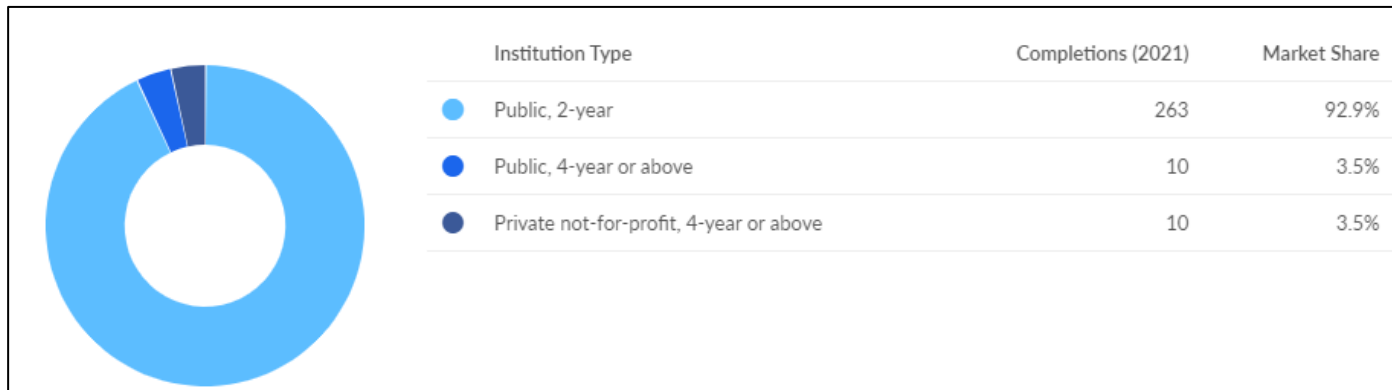 Institution Type Completions (2021) Market Share
Public, 2-year 263 92.9%
Public, 4-year or above 10 3.5%
Private not-for-profit, 4-year or above 10 3.5%